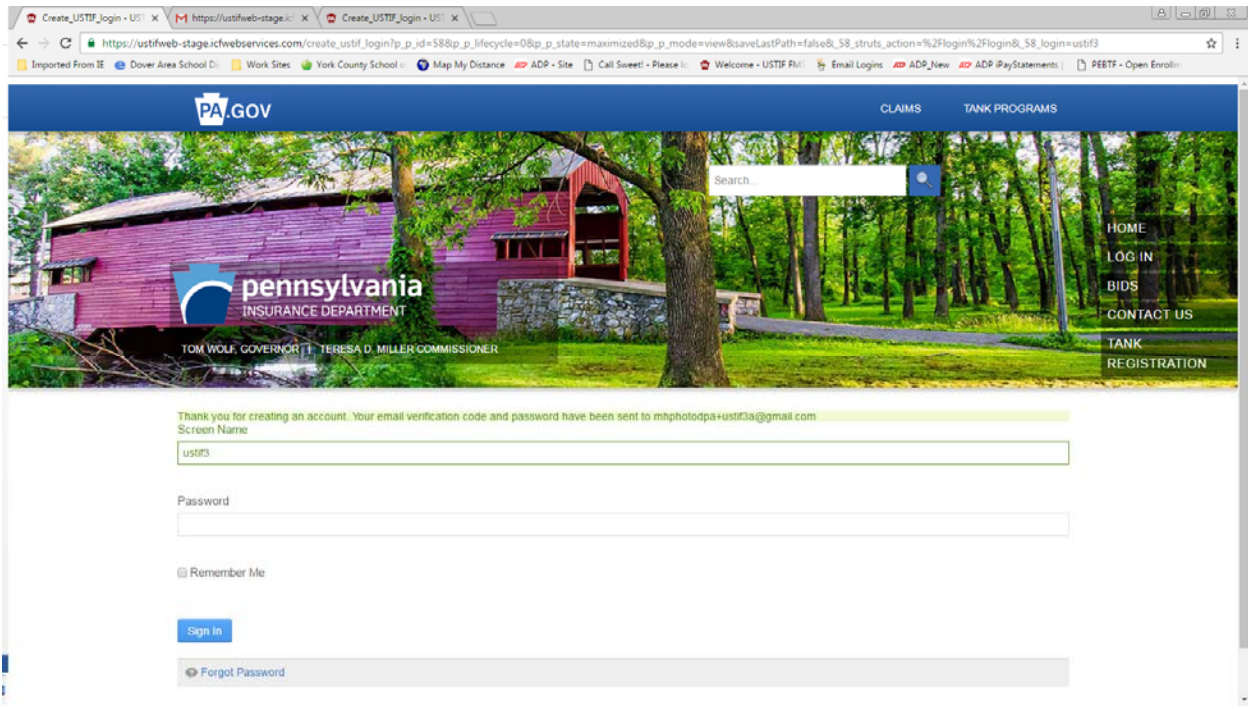 Create_USTIF_login - UST
https://ustifweb-stage.ic
Create_USTIF_login - UST
https://ustifweb-stage.icfwebservices.com/create_ustif_login?p_p_id=58&p_p_lifecycle=0&p_p_state=maximized&p_p_mode=view&saveLastPath=false&_58_struts_action=%2Flogin%2Flogin&_58_login=ustif3
Imported From IE Dover Area School Di Work Sites York County School o Map My Distance ADP - Site Call Sweet! - Please lo Welcome - USTIF FM Email Logins ADP_New ADP iPayStatements | PEBTF - Open Enrollm
PA.GOV
CLAIMS TANK PROGRAMS
Search...
HOME
LOG IN
BIDS
CONTACT US
TANK
REGISTRATION
pennsylvania
INSURANCE DEPARTMENT
TOM WOLF, GOVERNOR | TERESA D. MILLER COMMISSIONER
Thank you for creating an account. Your email verification code and password have been sent to mhphotodpa+ustif3a@gmail.com
Screen Name
ustif3
Password
Remember Me
Sign In
Forgot Password